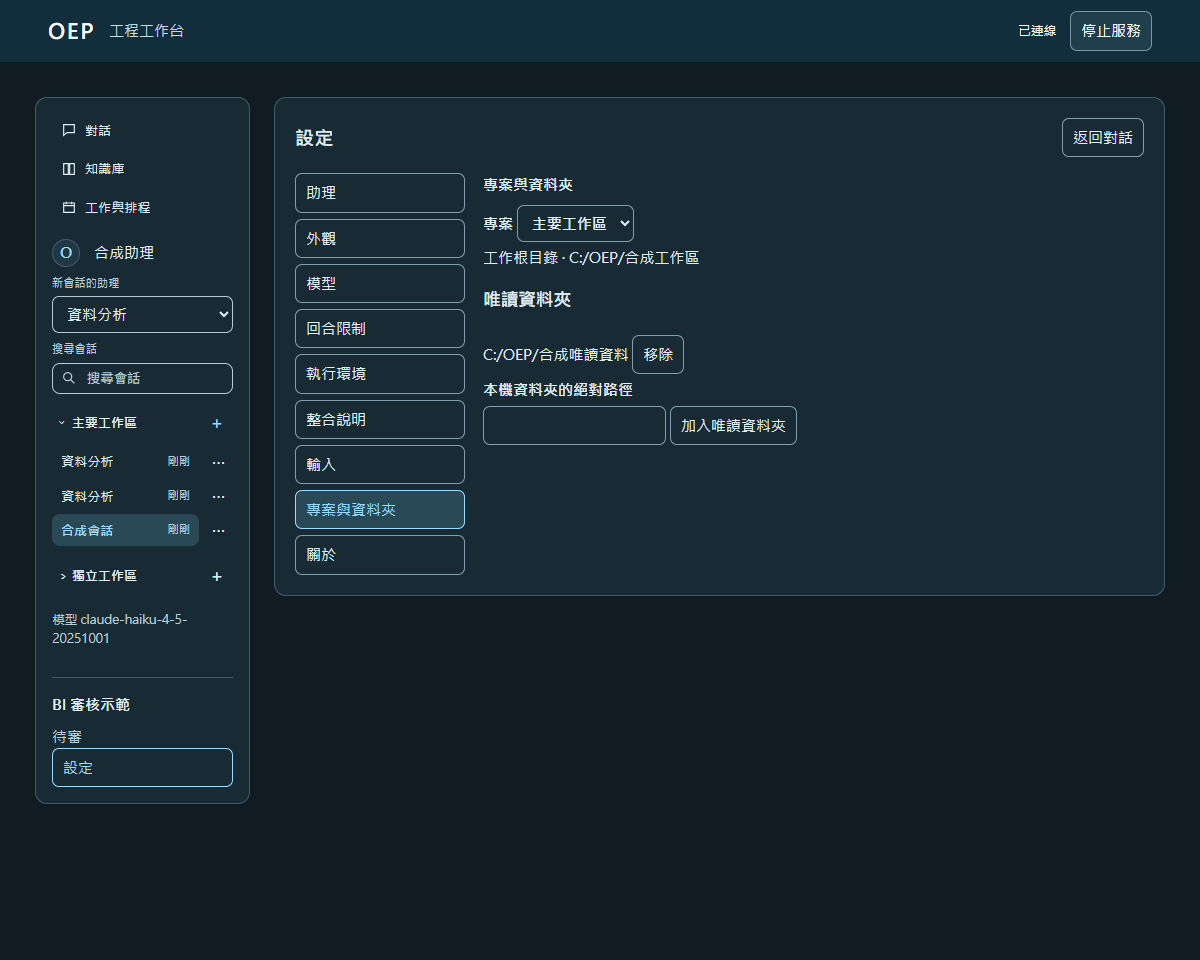 OEP 工程工作台
已連線 停止服務
對話
知識庫
工作與排程
O 合成助理
新會話的助理
資料分析
搜尋會話
搜尋會話
主要工作區 +
資料分析 剛剛 ...
資料分析 剛剛 ...
合成會話 剛剛 ...
獨立工作區 +
模型 claude-haiku-4-5-
20251001
BI 審核示範
待審
設定
設定
返回對話
助理
外觀
模型
回合限制
執行環境
整合說明
輸入
專案與資料夾
關於
專案與資料夾
專案 主要工作區
工作根目錄 · C:/OEP/合成工作區
唯讀資料夾
C:/OEP/合成唯讀資料 移除
本機資料夾的絕對路徑
加入唯讀資料夾